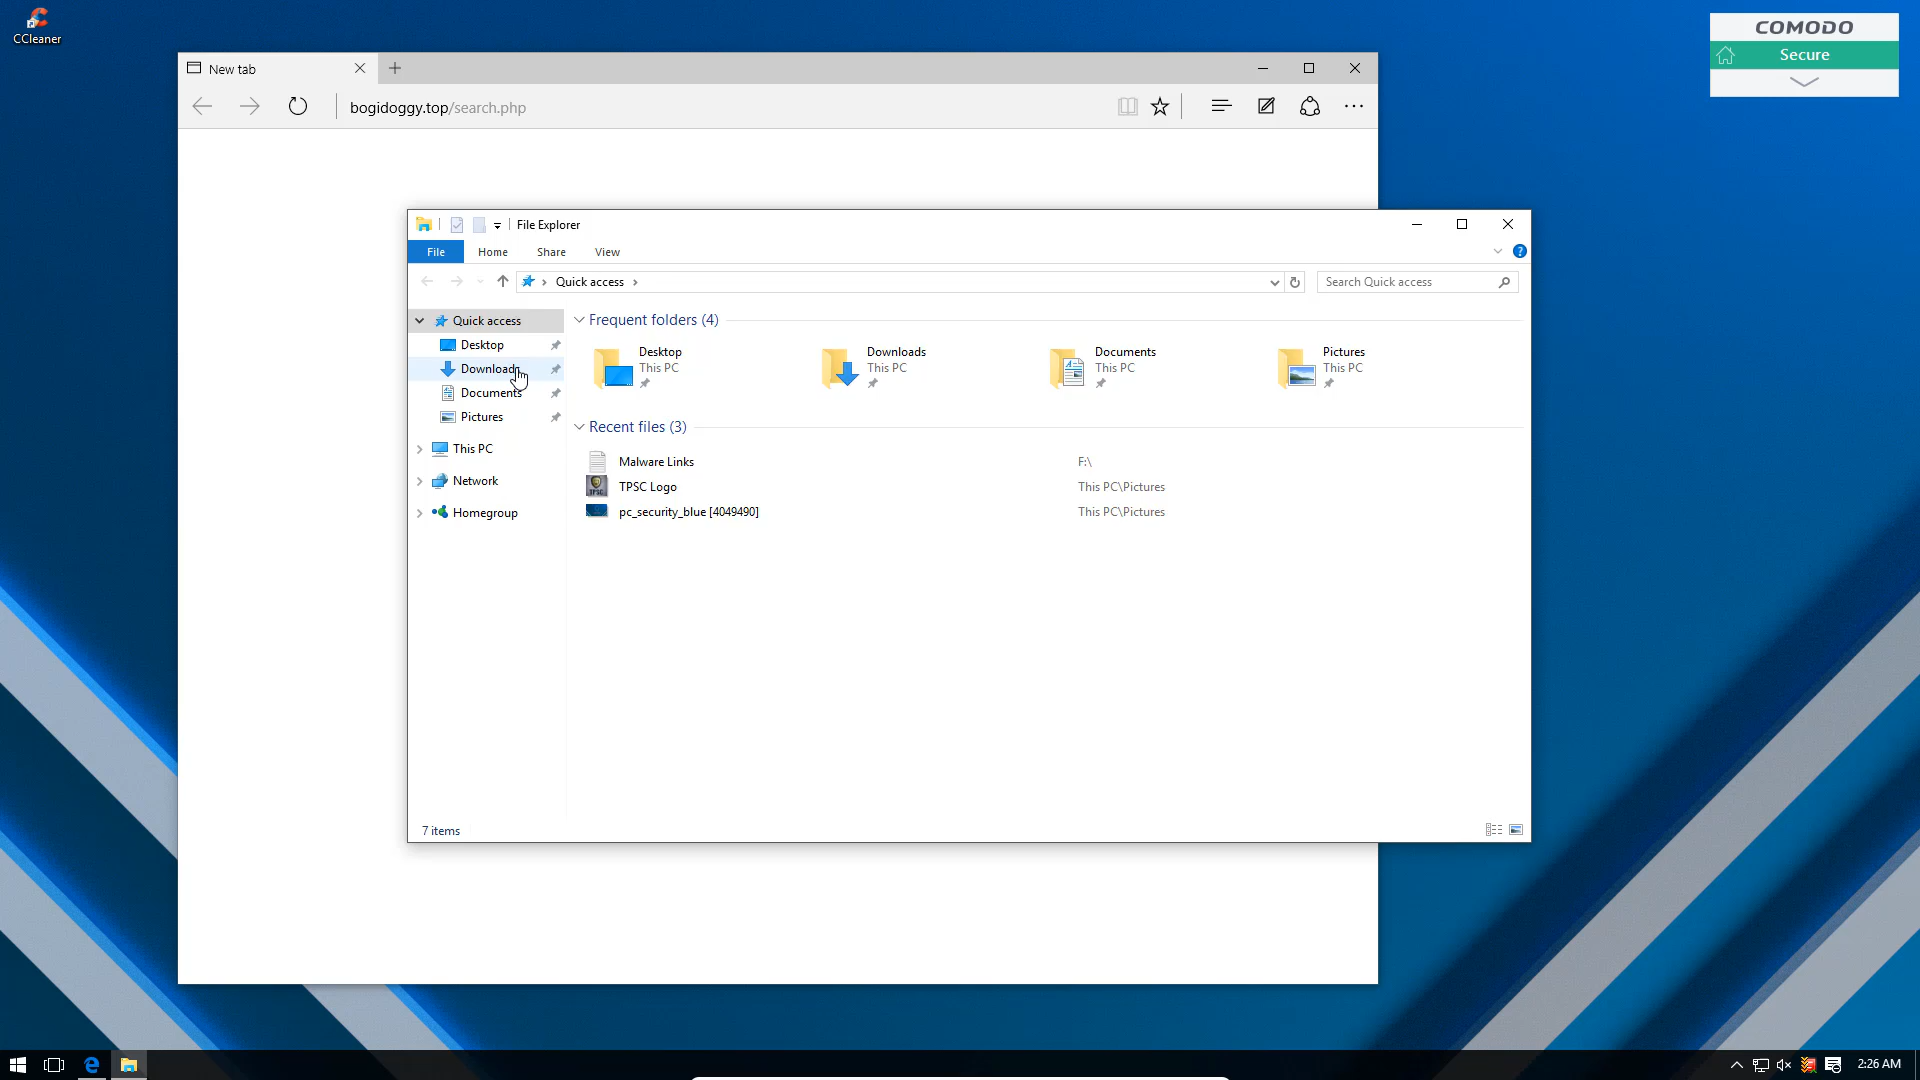 CCleaner
COMODO
Secure
New tab
bogidoggy.top/search.php
File Explorer
File Home Share View
?
Quick access
Search Quick access
Quick access
Desktop
Downloads
Documents
Pictures
This PC
Network
Homegroup
Frequent folders (4)
Desktop
This PC
Downloads
This PC
Documents
This PC
Pictures
This PC
Recent files (3)
Malware Links F:\
TPSC Logo This PC\Pictures
pc_security_blue [4049490] This PC\Pictures
7 items
2:26 AM